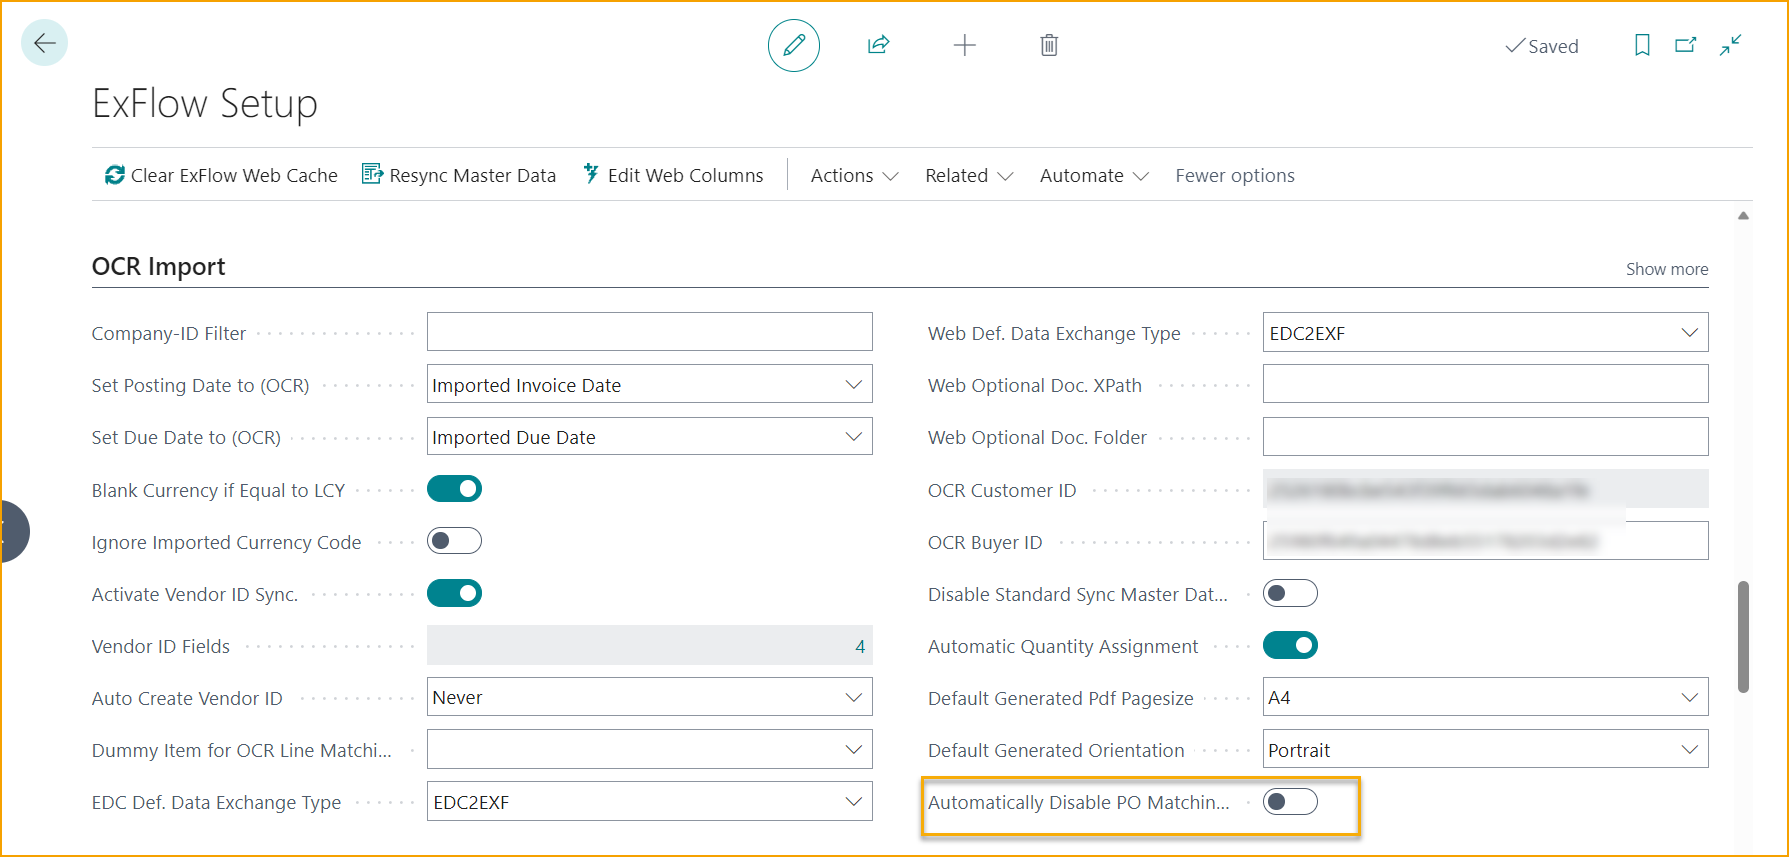 Saved
ExFlow Setup
Clear ExFlow Web Cache Resync Master Data Edit Web Columns Actions Related Automate Fewer options
OCR Import Show more
Company-ID Filter
Set Posting Date to (OCR) Imported Invoice Date
Set Due Date to (OCR) Imported Due Date
Blank Currency if Equal to LCY
Ignore Imported Currency Code
Activate Vendor ID Sync.
Vendor ID Fields 4
Auto Create Vendor ID Never
Dummy Item for OCR Line Matchi...
EDC Def. Data Exchange Type EDC2EXF
Web Def. Data Exchange Type EDC2EXF
Web Optional Doc. XPath
Web Optional Doc. Folder
OCR Customer ID
OCR Buyer ID
Disable Standard Sync Master Dat...
Automatic Quantity Assignment
Default Generated Pdf Pagesize A4
Default Generated Orientation Portrait
Automatically Disable PO Matchin...